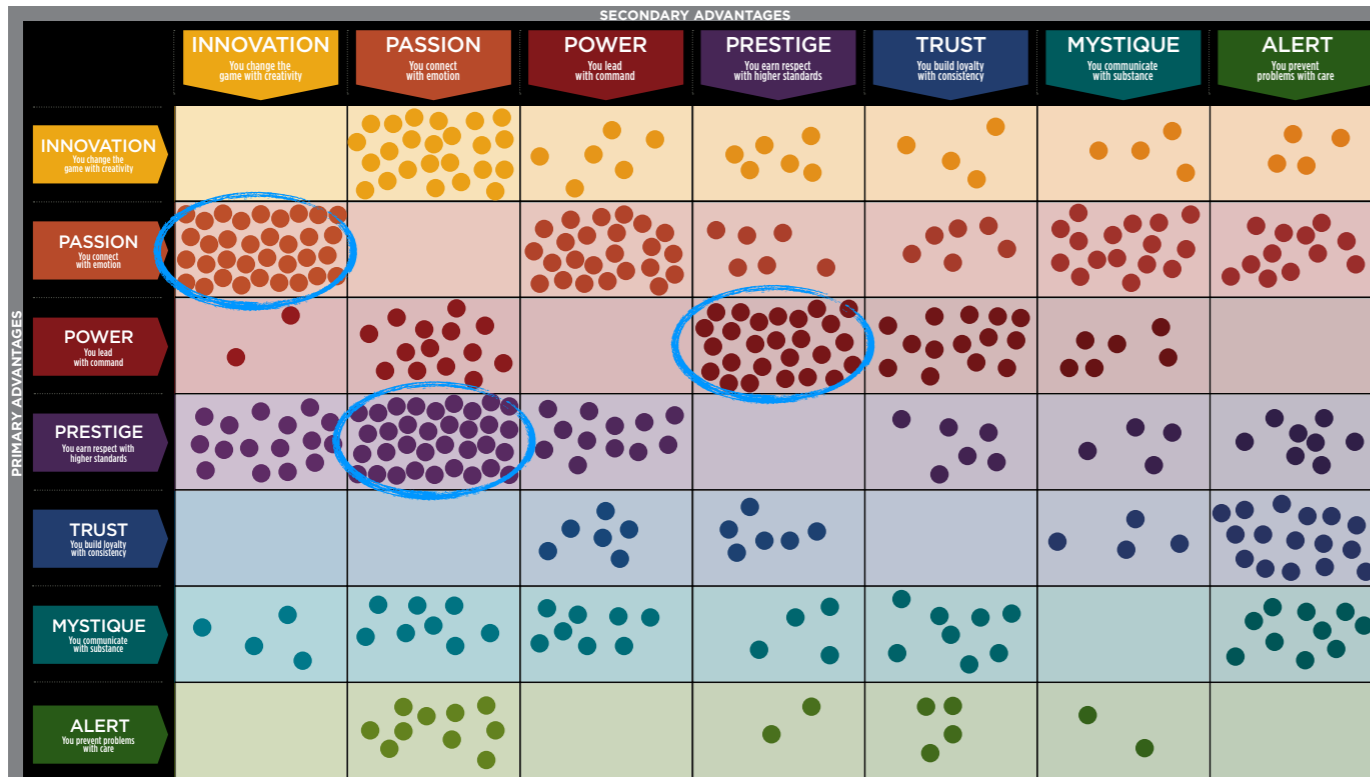 SECONDARY ADVANTAGES
INNOVATION
You change the
game with creativity
PASSION
You connect
with emotion
POWER
You lead
with command
PRESTIGE
You earn respect
with higher standards
TRUST
You build loyalty
with consistency
MYSTIQUE
You communicate
with substance
ALERT
You prevent
problems with care
PRIMARY ADVANTAGES
INNOVATION
You change the
game with creativity
PASSION
You connect
with emotion
POWER
You lead
with command
PRESTIGE
You earn respect with
higher standards
TRUST
You build loyalty
with consistency
MYSTIQUE
You communicate
with substance
ALERT
You prevent problems
with care